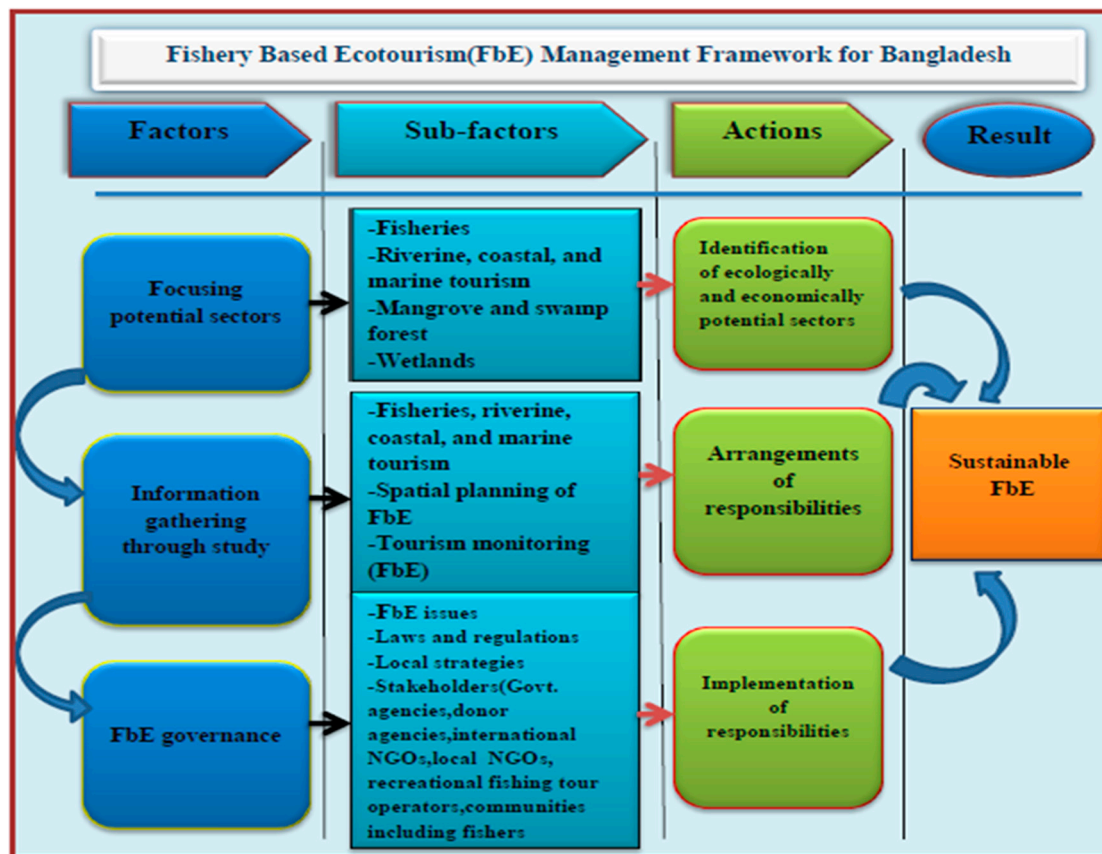 Fishery Based Ecotourism(FbE) Management Framework for Bangladesh
Factors
Sub-factors
Actions
Result
Focusing
potential sectors
-Fisheries
-Riverine, coastal, and
marine tourism
-Mangrove and swamp
forest
-Wetlands
Identification
of ecologically
and economically
potential sectors
Information
gathering
through study
-Fisheries, riverine,
coastal, and marine
tourism
-Spatial planning of
FbE
-Tourism monitoring
(FbE)
Arrangements
of
responsibilities
Sustainable
FbE
FbE governance
-FbE issues
-Laws and regulations
-Local strategies
-Stakeholders(Govt.
agencies,donor
agencies,international
NGOs,local NGOs,
recreational fishing tour
operators,communities
including fishers
Implementation
of
responsibilities